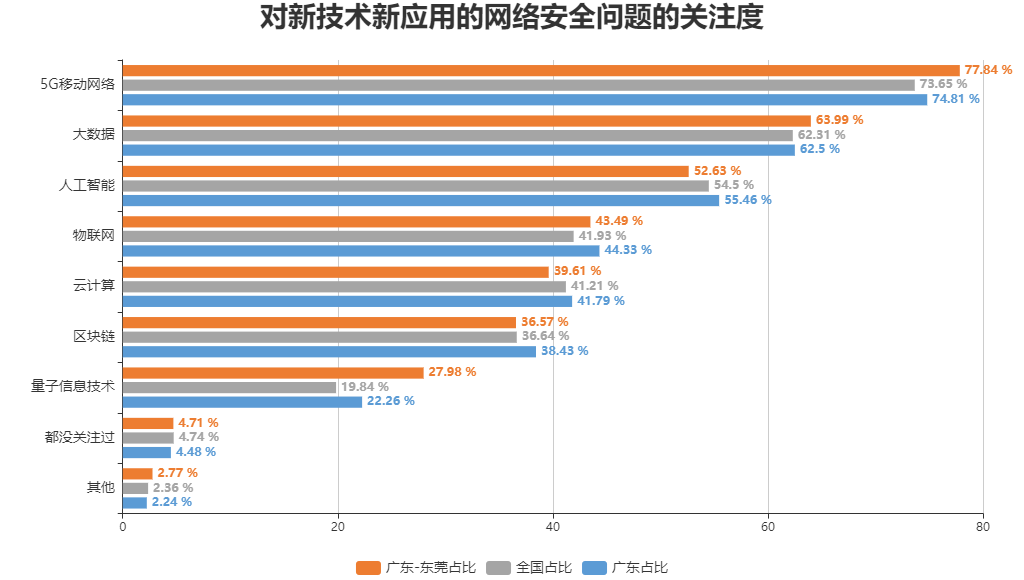 对新技术新应用的网络安全问题的关注度
5G移动网络
77.84 %
73.65 %
74.81 %
大数据
63.99 %
62.31 %
62.5 %
人工智能
52.63 %
54.5 %
55.46 %
物联网
43.49 %
41.93 %
44.33 %
云计算
39.61 %
41.21 %
41.79 %
区块链
36.57 %
36.64 %
38.43 %
量子信息技术
27.98 %
19.84 %
22.26 %
都没关注过
4.71 %
4.74 %
4.48 %
其他
2.77 %
2.36 %
2.24 %
0 20 40 60 80
广东-东莞占比 全国占比 广东占比